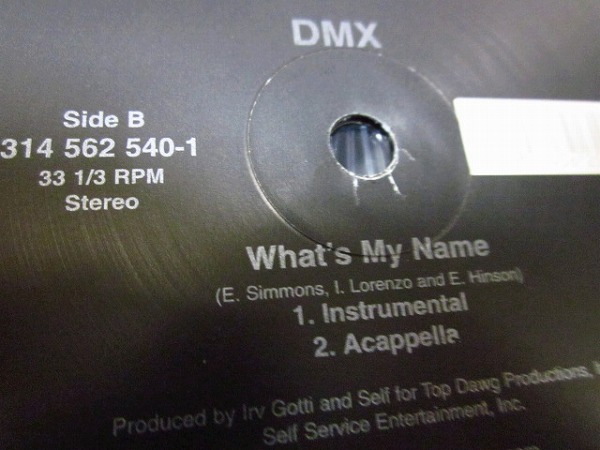 DMX
Side B
314 562 540-1
33 1/3 RPM
Stereo
What's My Name
(E. Simmons, I. Lorenzo and E. Hinson)
1. Instrumental
2. Acappella
Produced by Irv Gotti and Self for Top Dawg Productions,
Self Service Entertainment, Inc.